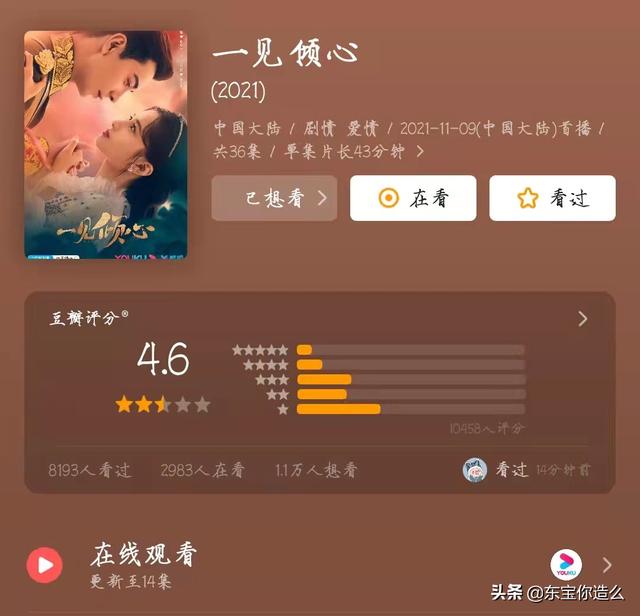 一见倾心
(2021)
中国大陆 / 剧情 爱情 / 2021-11-09(中国大陆)首播 /
共36集 / 单集片长43分钟 >
已想看 >
在看
看过
一见倾心
YOUKU
豆瓣评分®
4.6
10458人评分
8193人看过
2983人在看
1.1万人想看
看过 14分钟前
在线观看
更新至14集
YOUKU
头条 @东宝你造么